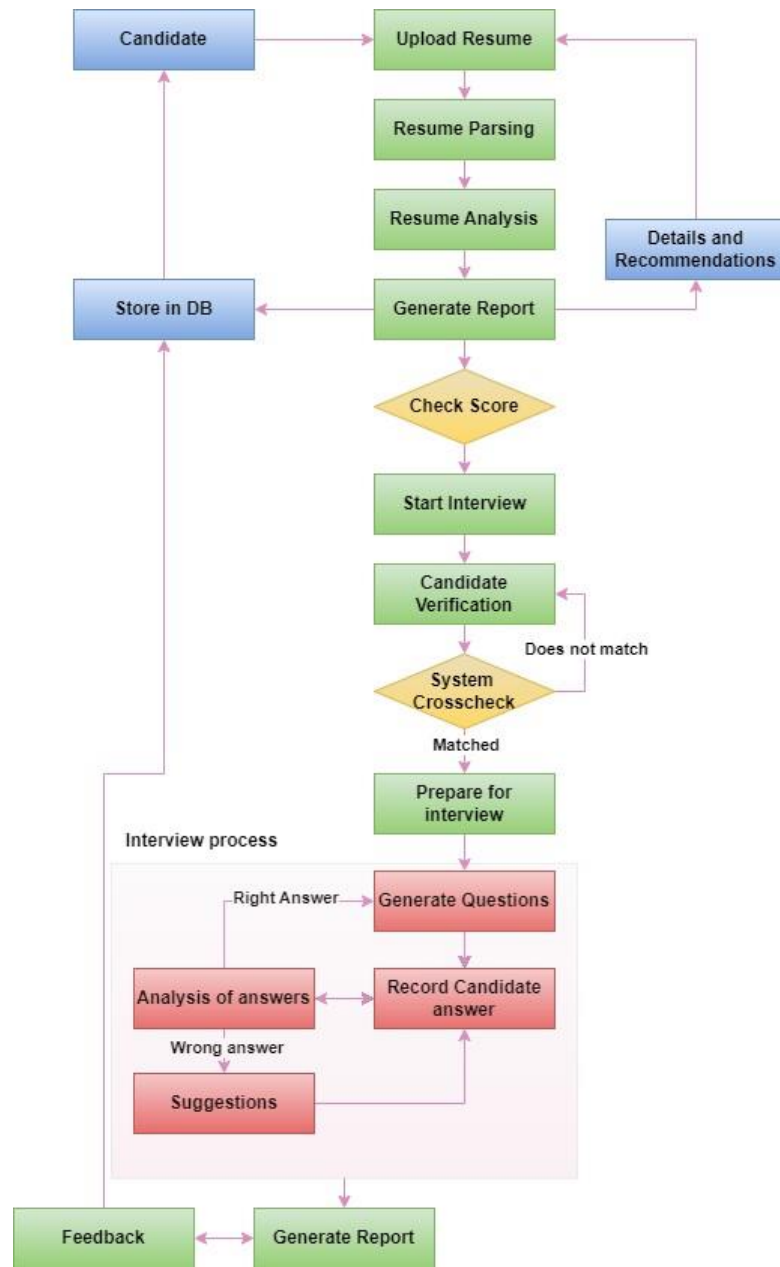 Candidate
Upload Resume
Resume Parsing
Resume Analysis
Details and
Recommendations
Store in DB
Generate Report
Check Score
Start Interview
Candidate
Verification
Does not match
System
Crosscheck
Matched
Prepare for
interview
Interview process
Right Answer
Generate Questions
Analysis of answers
Record Candidate
answer
Wrong answer
Suggestions
Feedback
Generate Report